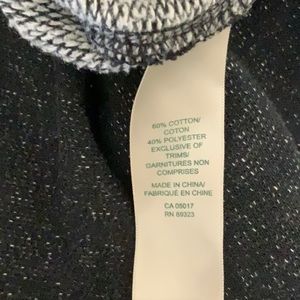 60% COTTON/
COTON
40% POLYESTER
EXCLUSIVE OF
TRIMS/
GARNITURES NON
COMPRISES
MADE IN CHINA/
FABRIQUÉ EN CHINE
CA 05017
RN 89323